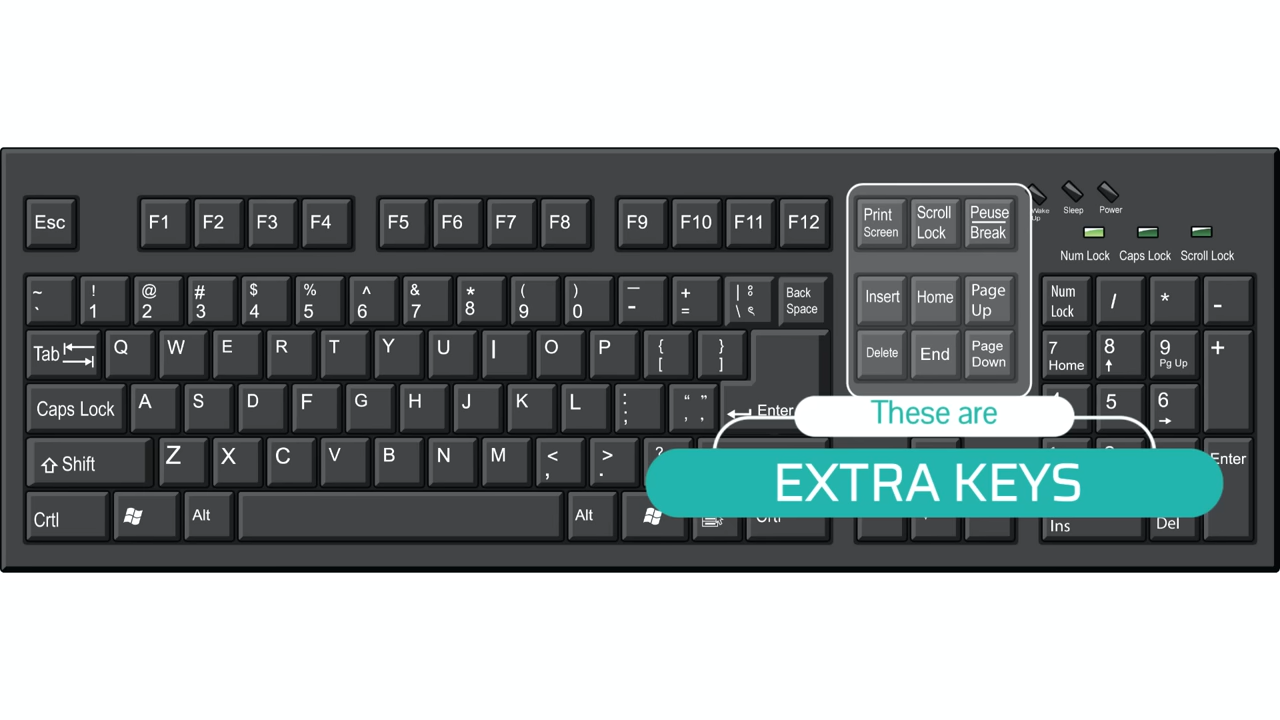 Esc F1 F2 F3 F4 F5 F6 F7 F8 F9 F10 F11 F12
Print Scroll Peuse
Screen Lock Break
Wake Sleep Power
Up
Num Lock Caps Lock Scroll Lock
~ ! @ # $ % ^ & * ( ) — + |
` 1 2 3 4 5 6 7 8 9 0 - = \
Back
Space
Insert Home Page
Up
Num / * -
Lock
Tab Q W E R T Y U I O P { }
[ ]
Delete End Page
Down
7 8 9 +
Home ↑ Pg Up
Caps Lock A S D F G H J K L : “ ”
; , ,
Enter
5 6
→
These are
Shift Z X C V B N M < > ?
, .
Enter
EXTRA KEYS
Crtl Alt Alt
Ins Del